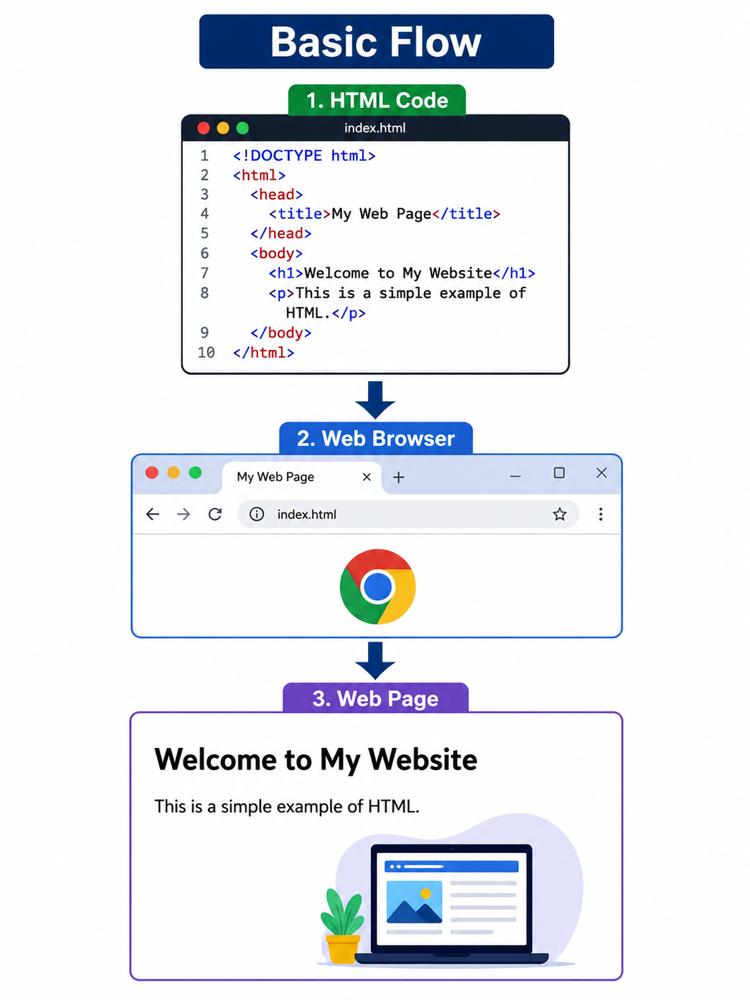 Basic Flow
1. HTML Code
index.html
1 <!DOCTYPE html>
2 <html>
3 <head>
4 <title>My Web Page</title>
5 </head>
6 <body>
7 <h1>Welcome to My Website</h1>
8 <p>This is a simple example of
HTML.</p>
9 </body>
10 </html>
2. Web Browser
My Web Page
index.html
3. Web Page
Welcome to My Website
This is a simple example of HTML.